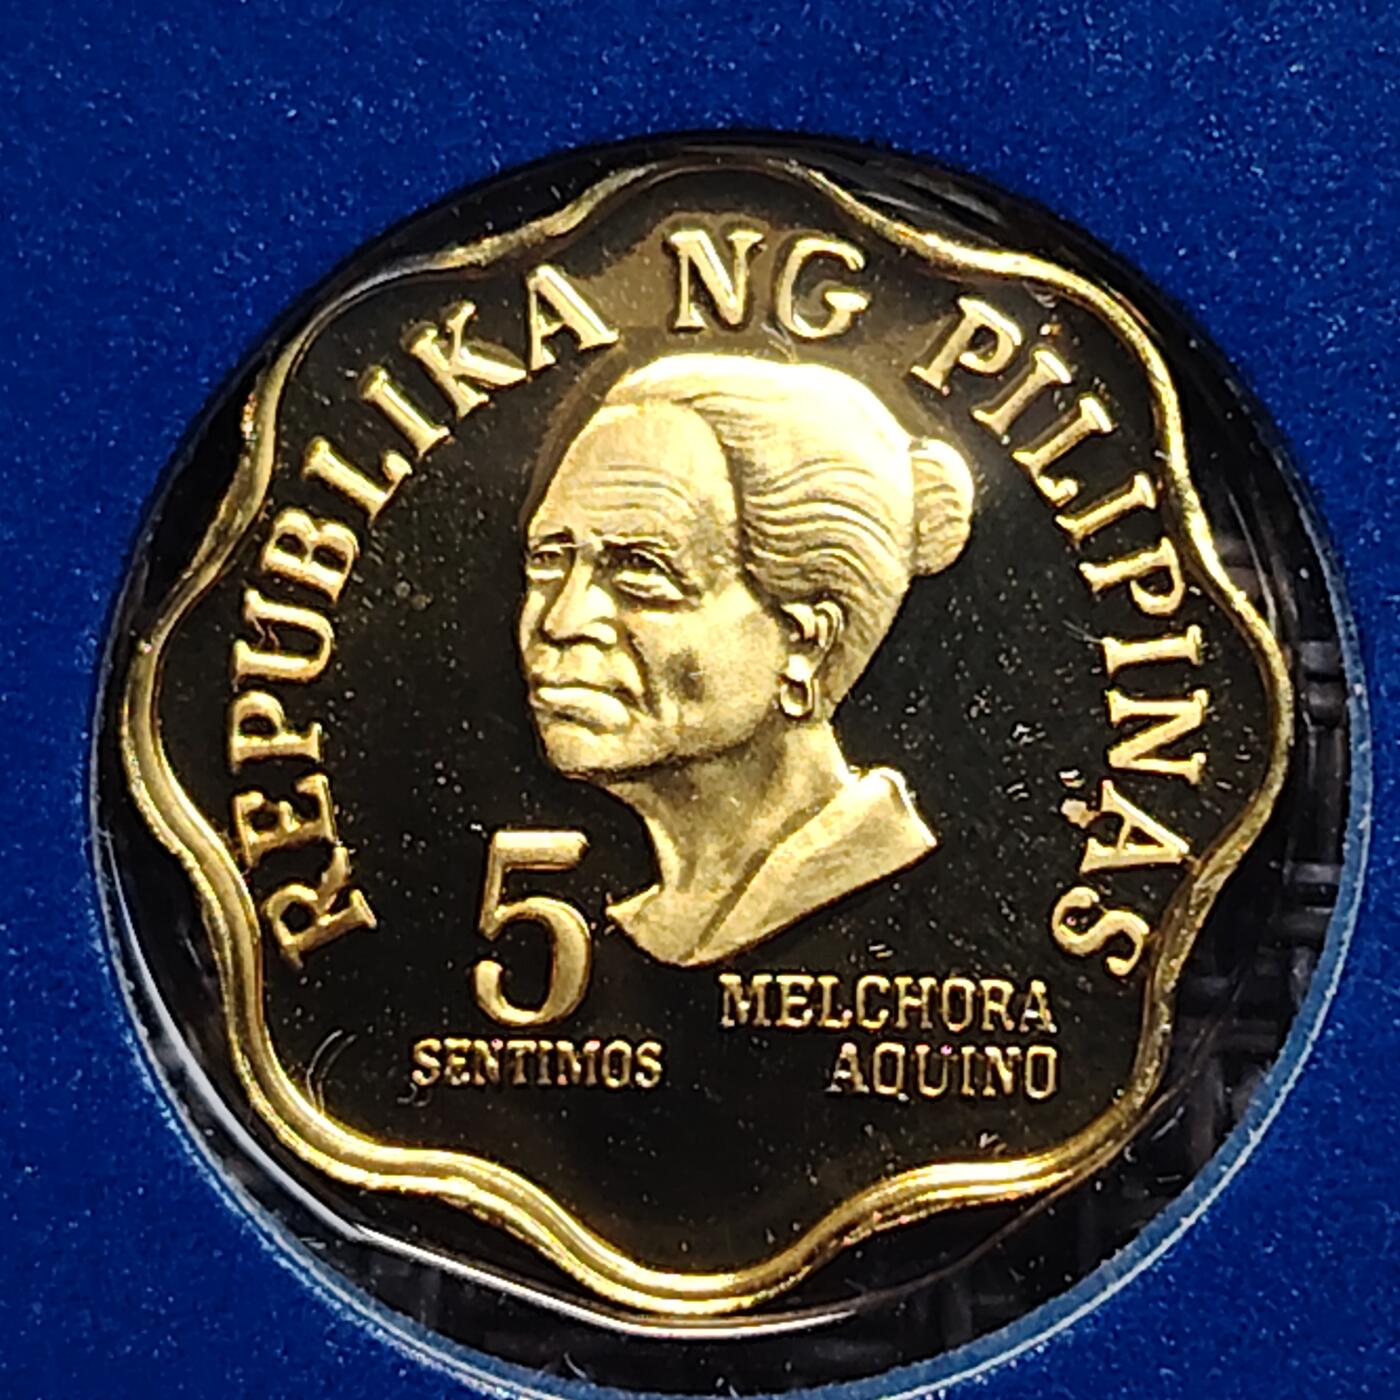 REPUBLIKA NG PILIPINAS
5
SENTIMOS
MELCHORA
AQUINO